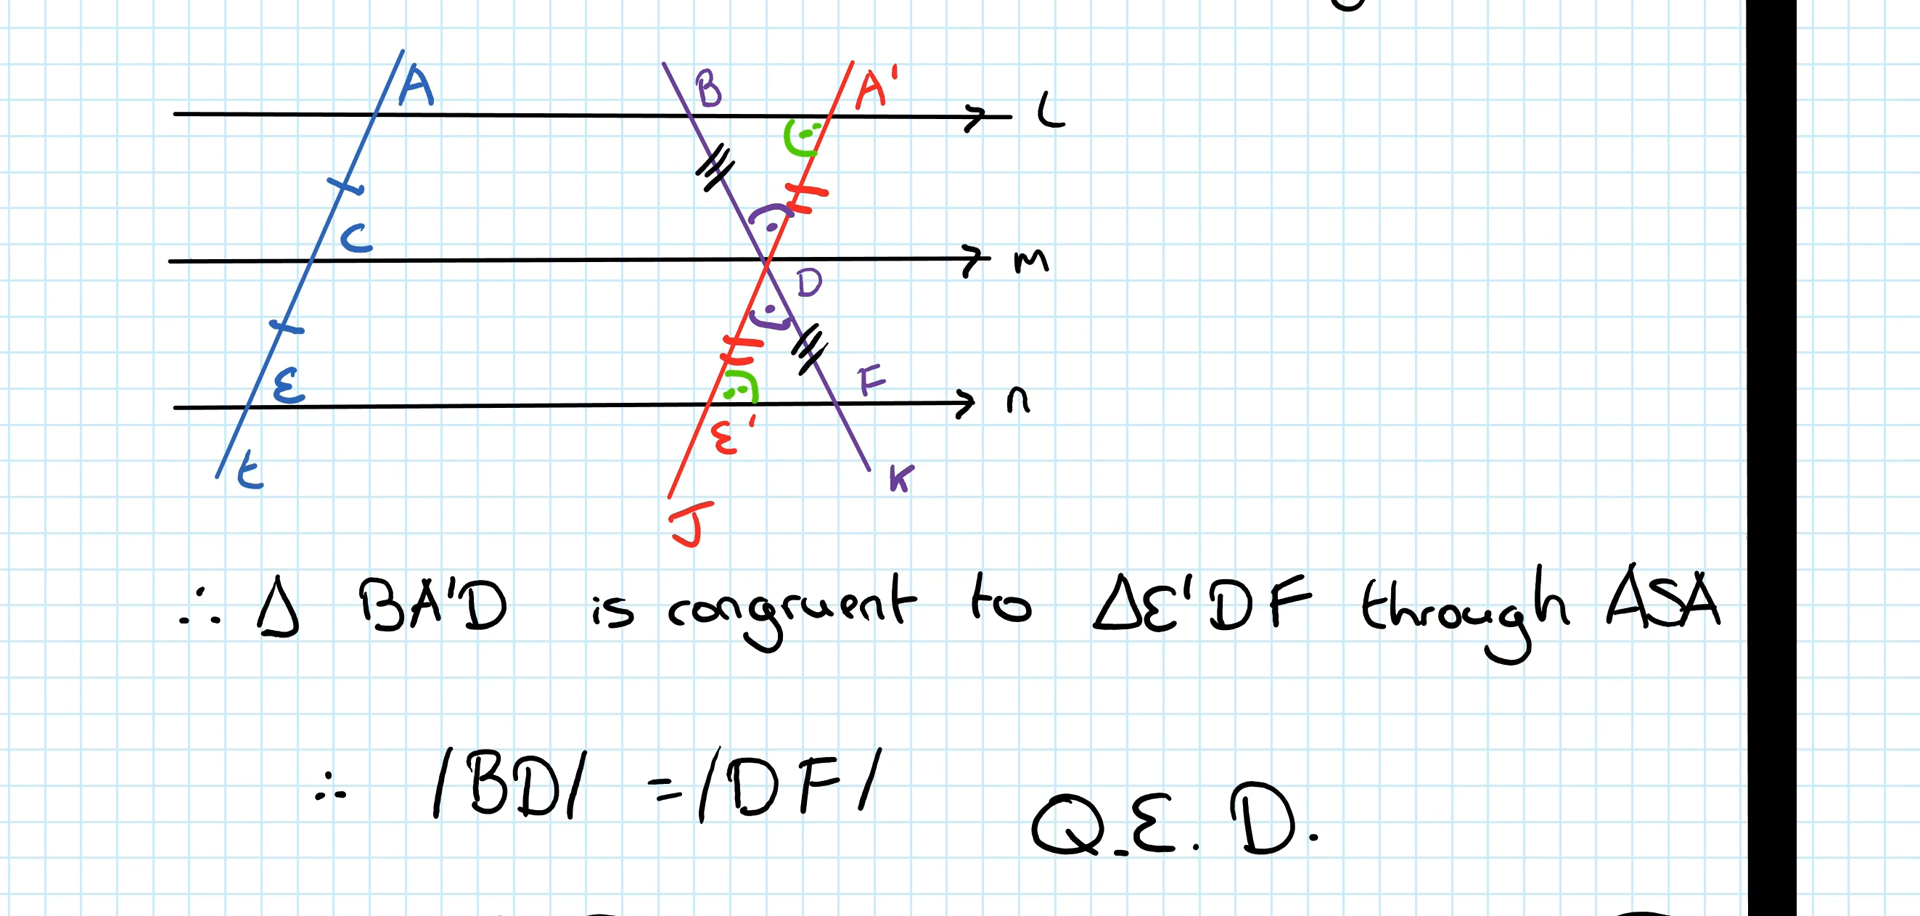 A B A' L
C D m
E E' F n
t J K
∴ Δ BA'D is congruent to ΔE'DF through ASA
∴ |BD| = |DF| Q.E.D.